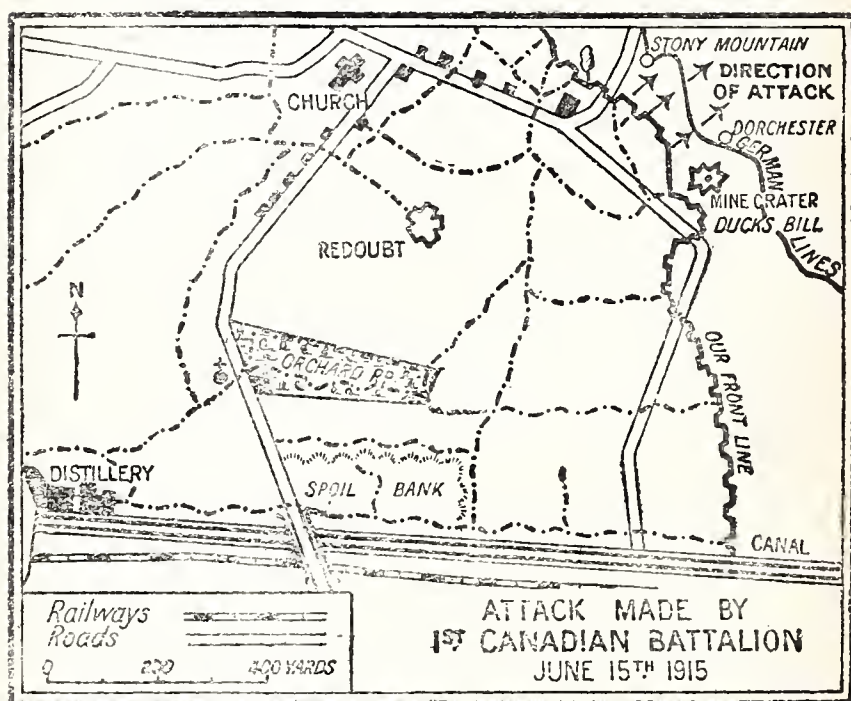 STONY MOUNTAIN
DIRECTION
OF ATTACK
CHURCH
DORCHESTER
GERMAN
LINES
MINE CRATER
DUCKS BILL
REDOUBT
N
ORCHARD RD
OUR FRONT LINE
DISTILLERY
SPOIL BANK
CANAL
Railways
Roads
0 200 400 YARDS
ATTACK MADE BY
1ST CANADIAN BATTALION
JUNE 15TH 1915